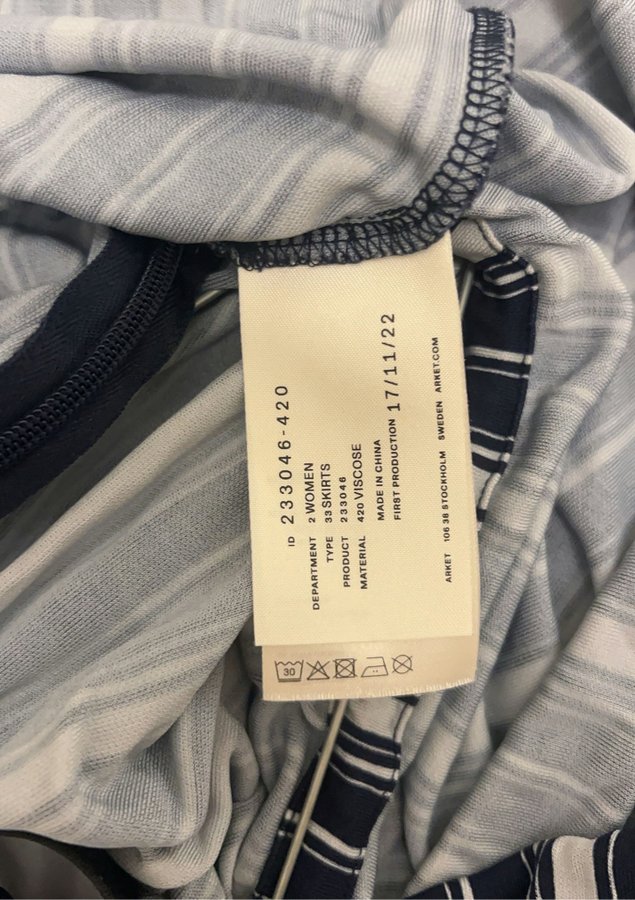 ID 233046-420
DEPARTMENT 2 WOMEN
TYPE 33 SKIRTS
PRODUCT 233046
MATERIAL 420 VISCOSE
MADE IN CHINA
FIRST PRODUCTION 17/11/22
ARKET 106 38 STOCKHOLM SWEDEN ARKET.COM
30